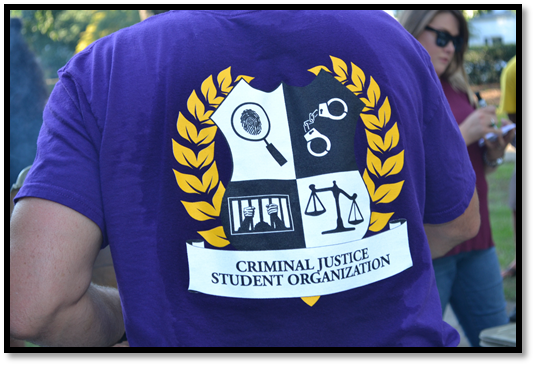 CRIMINAL JUSTICE
STUDENT ORGANIZATION